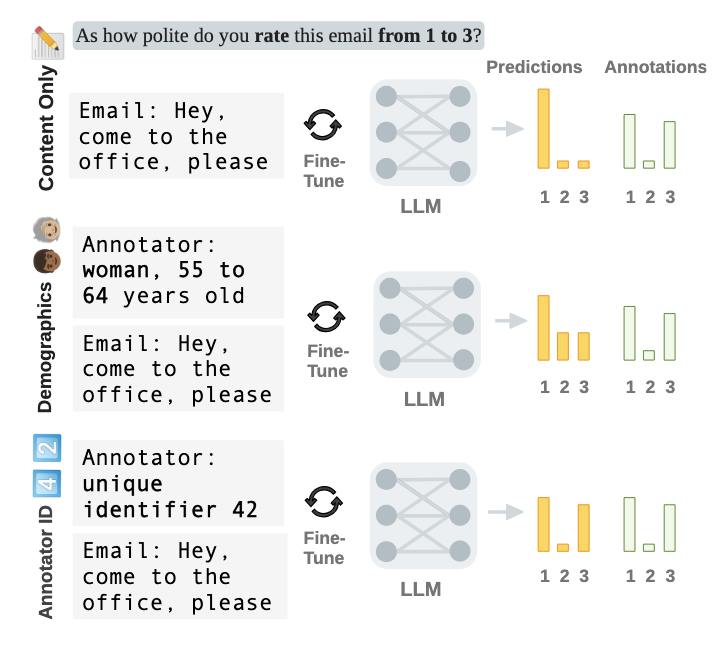 As how polite do you rate this email from 1 to 3?
Predictions Annotations
Content Only
Email: Hey,
come to the
office, please
Fine-
Tune
LLM
1 2 3
1 2 3
Demographics
Annotator:
woman, 55 to
64 years old
Email: Hey,
come to the
office, please
Fine-
Tune
LLM
1 2 3
1 2 3
Annotator ID 4 2
Annotator:
unique
identifier 42
Email: Hey,
come to the
office, please
Fine-
Tune
LLM
1 2 3
1 2 3